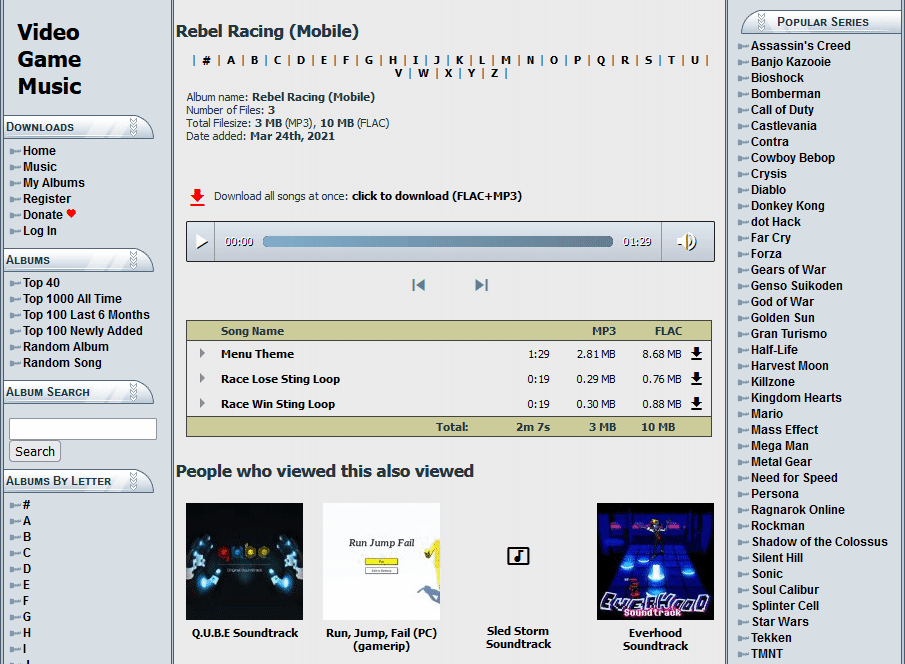 Video
Game
Music
Downloads
Home
Music
My Albums
Register
Donate
Log In
Albums
Top 40
Top 1000 All Time
Top 100 Last 6 Months
Top 100 Newly Added
Random Album
Random Song
Album Search
Search
Albums By Letter
#
A
B
C
D
E
F
G
H
I
Rebel Racing (Mobile)
| # | A | B | C | D | E | F | G | H | I | J | K | L | M | N | O | P | Q | R | S | T | U |
V | W | X | Y | Z |
Album name: Rebel Racing (Mobile)
Number of Files: 3
Total Filesize: 3 MB (MP3), 10 MB (FLAC)
Date added: Mar 24th, 2021
Download all songs at once: click to download (FLAC+MP3)
00:00 01:29
Song Name MP3 FLAC
Menu Theme 1:29 2.81 MB 8.68 MB
Race Lose Sting Loop 0:19 0.29 MB 0.76 MB
Race Win Sting Loop 0:19 0.30 MB 0.88 MB
Total: 2m 7s 3 MB 10 MB
People who viewed this also viewed
Original Soundtrack
Q.U.B.E Soundtrack
Run Jump Fail
Run, Jump, Fail (PC)
(gamerip)
Sled Storm
Soundtrack
EVERHOOD
Soundtrack
Everhood
Soundtrack
Popular Series
Assassin's Creed
Banjo Kazooie
Bioshock
Bomberman
Call of Duty
Castlevania
Contra
Cowboy Bebop
Crysis
Diablo
Donkey Kong
dot Hack
Far Cry
Forza
Gears of War
Genso Suikoden
God of War
Golden Sun
Gran Turismo
Half-Life
Harvest Moon
Killzone
Kingdom Hearts
Mario
Mass Effect
Mega Man
Metal Gear
Need for Speed
Persona
Ragnarok Online
Rockman
Shadow of the Colossus
Silent Hill
Sonic
Soul Calibur
Splinter Cell
Star Wars
Tekken
TMNT